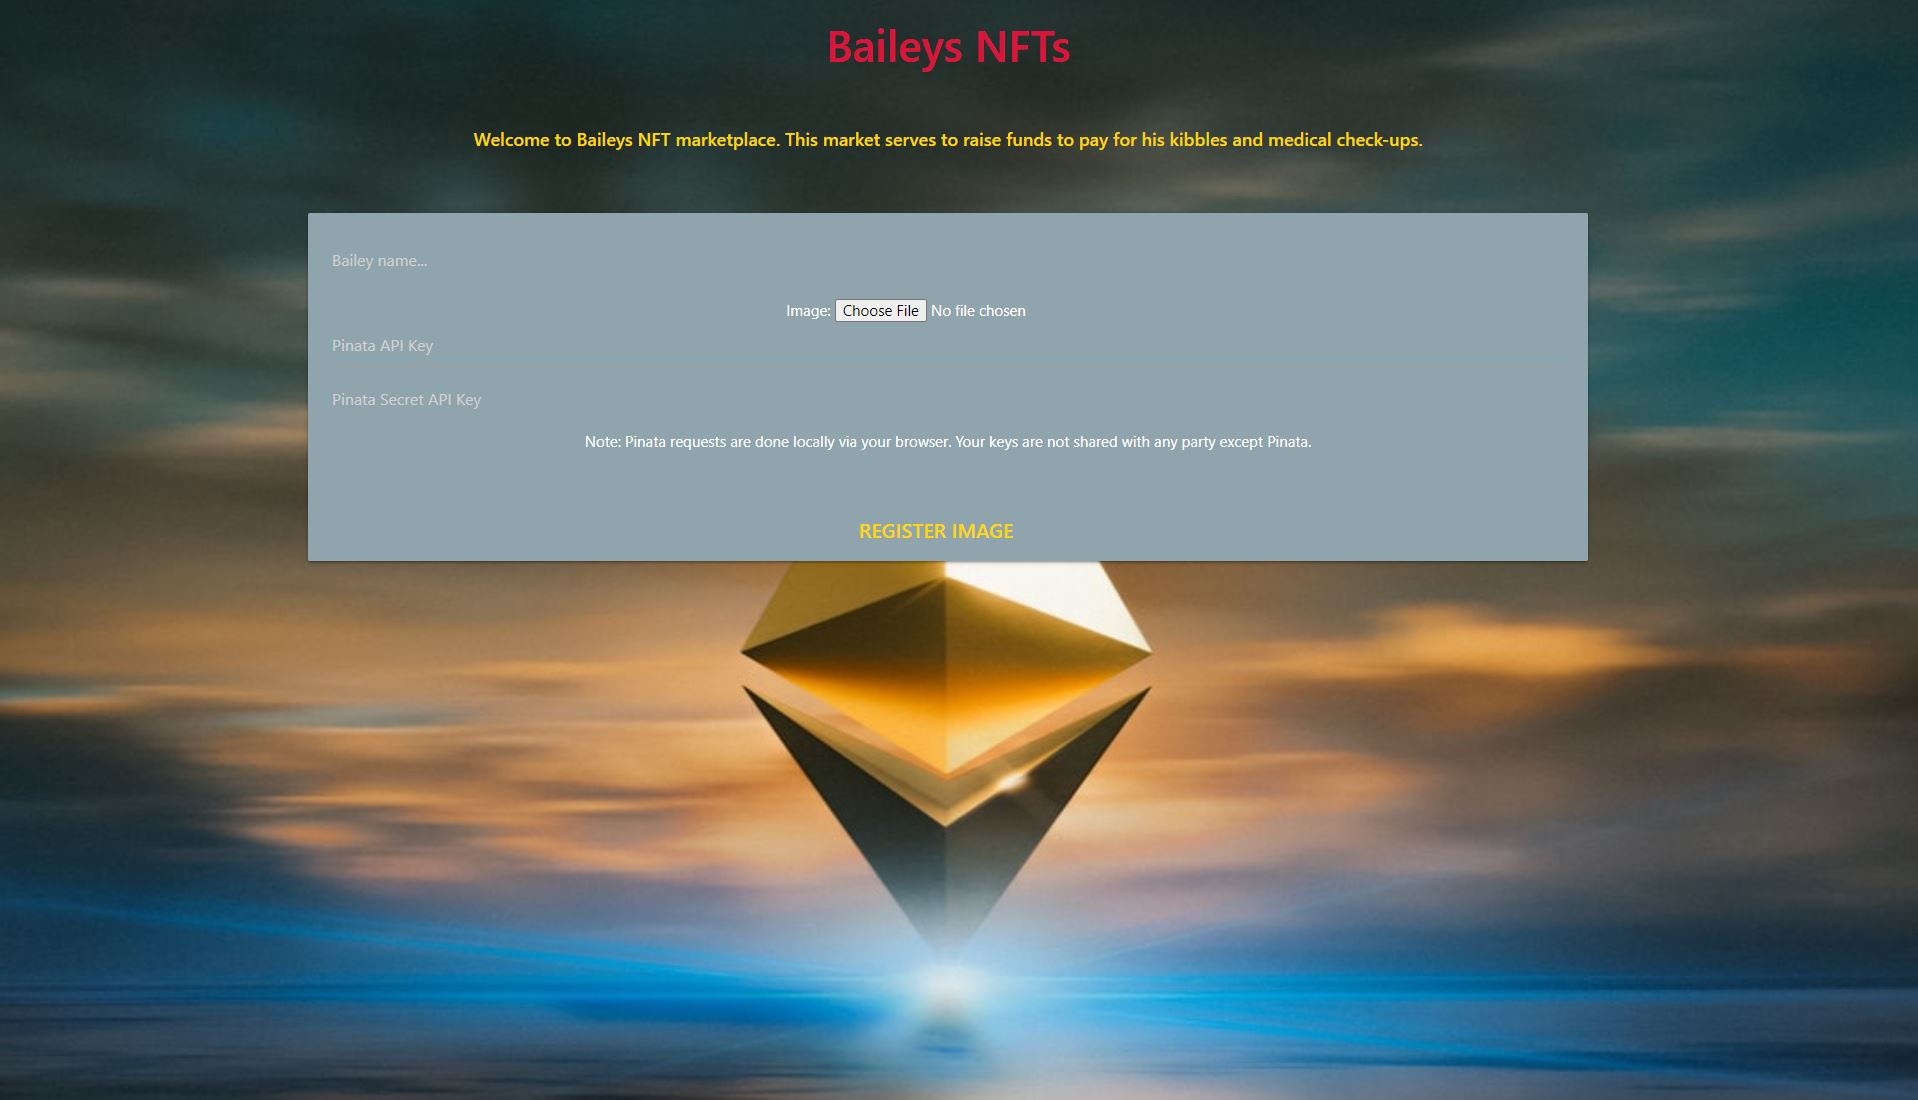 Baileys NFTs
Welcome to Baileys NFT marketplace. This market serves to raise funds to pay for his kibbles and medical check-ups.
Bailey name...
Image: Choose File No file chosen
Pinata API Key
Pinata Secret API Key
Note: Pinata requests are done locally via your browser. Your keys are not shared with any party except Pinata.
REGISTER IMAGE